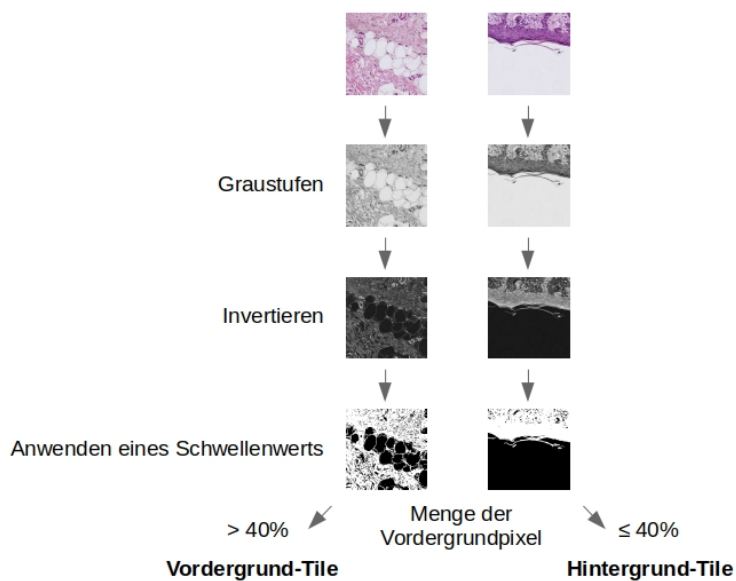 Graustufen
Invertieren
Anwenden eines Schwellenwerts
> 40%
Menge der
Vordergrundpixel
≤ 40%
Vordergrund-Tile
Hintergrund-Tile